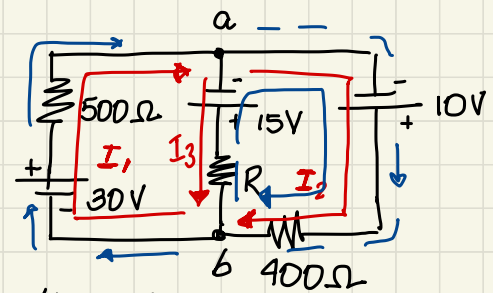 a
500Ω
-
15V
+
-
10V
+
I₁
I₃
R
I₂
+
30V
-
b
400Ω